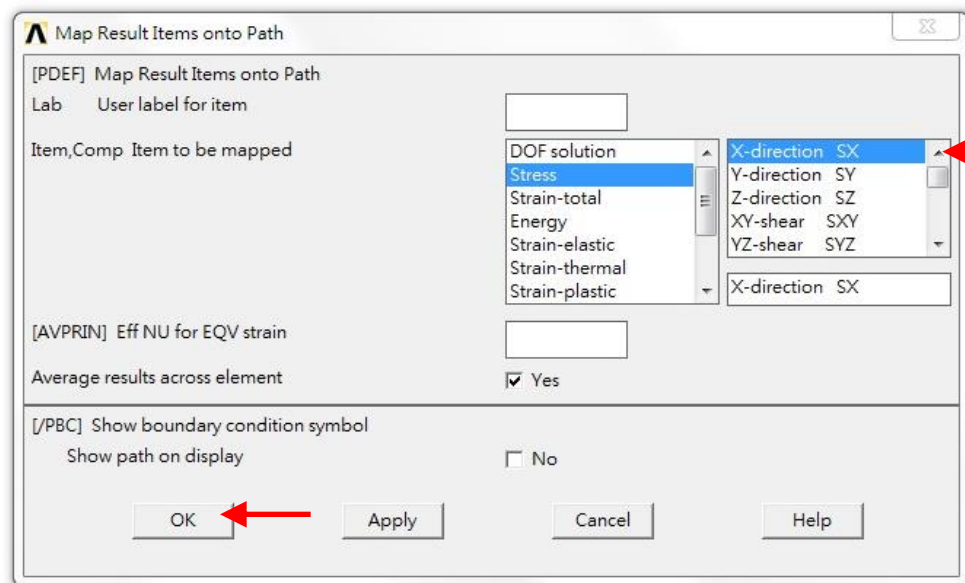 Map Result Items onto Path
[PDEF] Map Result Items onto Path
Lab User label for item
Item,Comp Item to be mapped
DOF solution
Stress
Strain-total
Energy
Strain-elastic
Strain-thermal
Strain-plastic
X-direction SX
Y-direction SY
Z-direction SZ
XY-shear SXY
YZ-shear SYZ
X-direction SX
[AVPRIN] Eff NU for EQV strain
Average results across element
Yes
[/PBC] Show boundary condition symbol
Show path on display
No
OK Apply Cancel Help